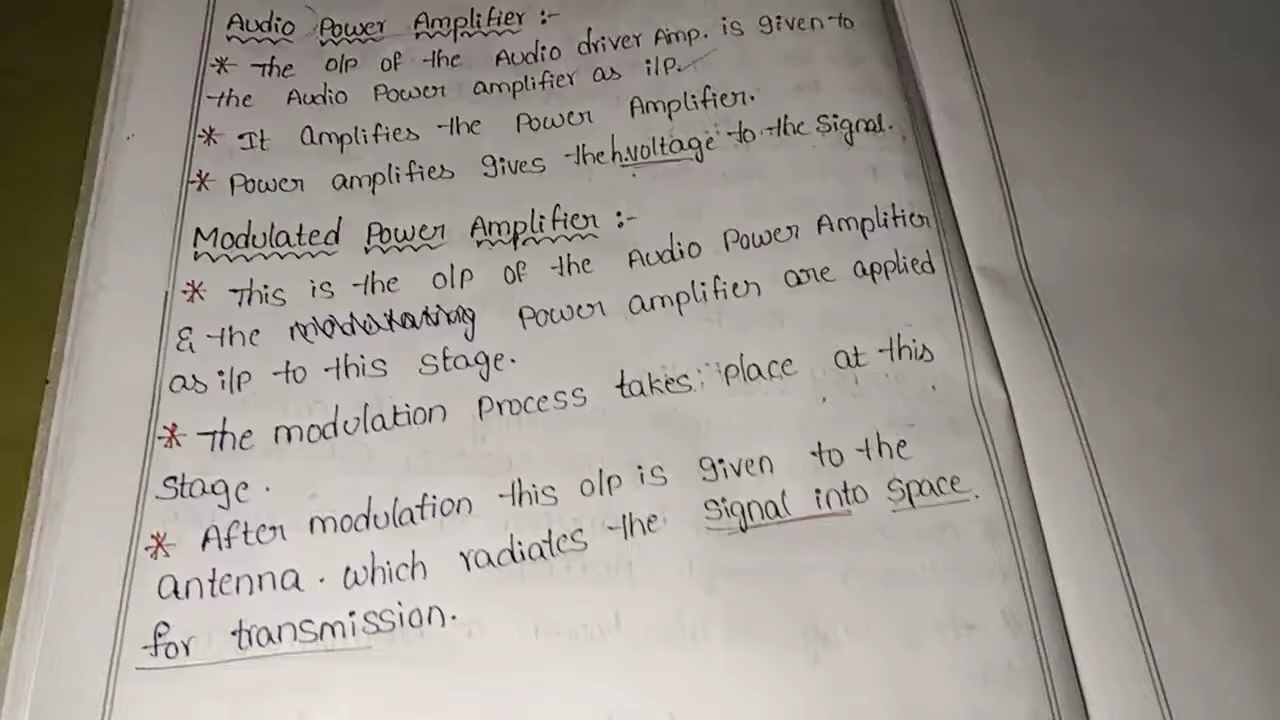 Audio Power Amplifier :-
* The o/p of the Audio driver Amp. is given to
the Audio Power amplifier as i/p.
* It amplifies the Power Amplifier.
* Power amplifies gives the h.voltage to the Signal.
Modulated Power Amplifier :-
* This is the o/p of the Audio Power Amplifier
& the Power amplifier are applied
as i/p to this stage.
* The modulation Process takes place at this
stage.
* After modulation this o/p is given to the
antenna. which radiates the signal into space.
for transmission.